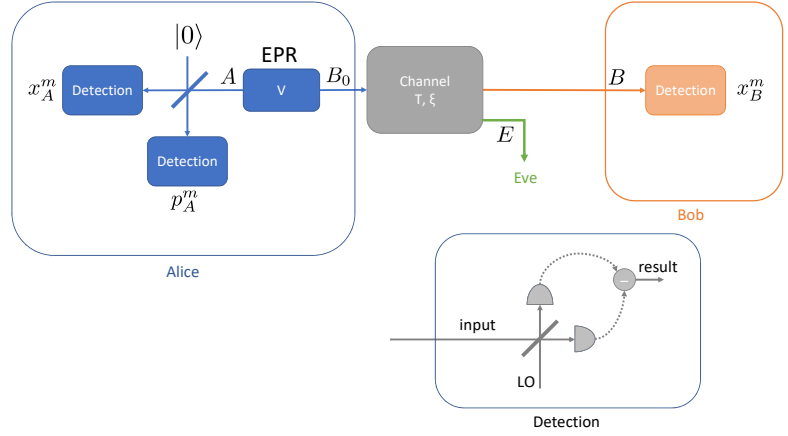 |0⟩
EPR
x_A^m
Detection
A
V
B_0
Channel
T, ξ
B
Detection
x_B^m
E
Detection
Eve
p_A^m
Bob
Alice
result
−
input
LO
Detection